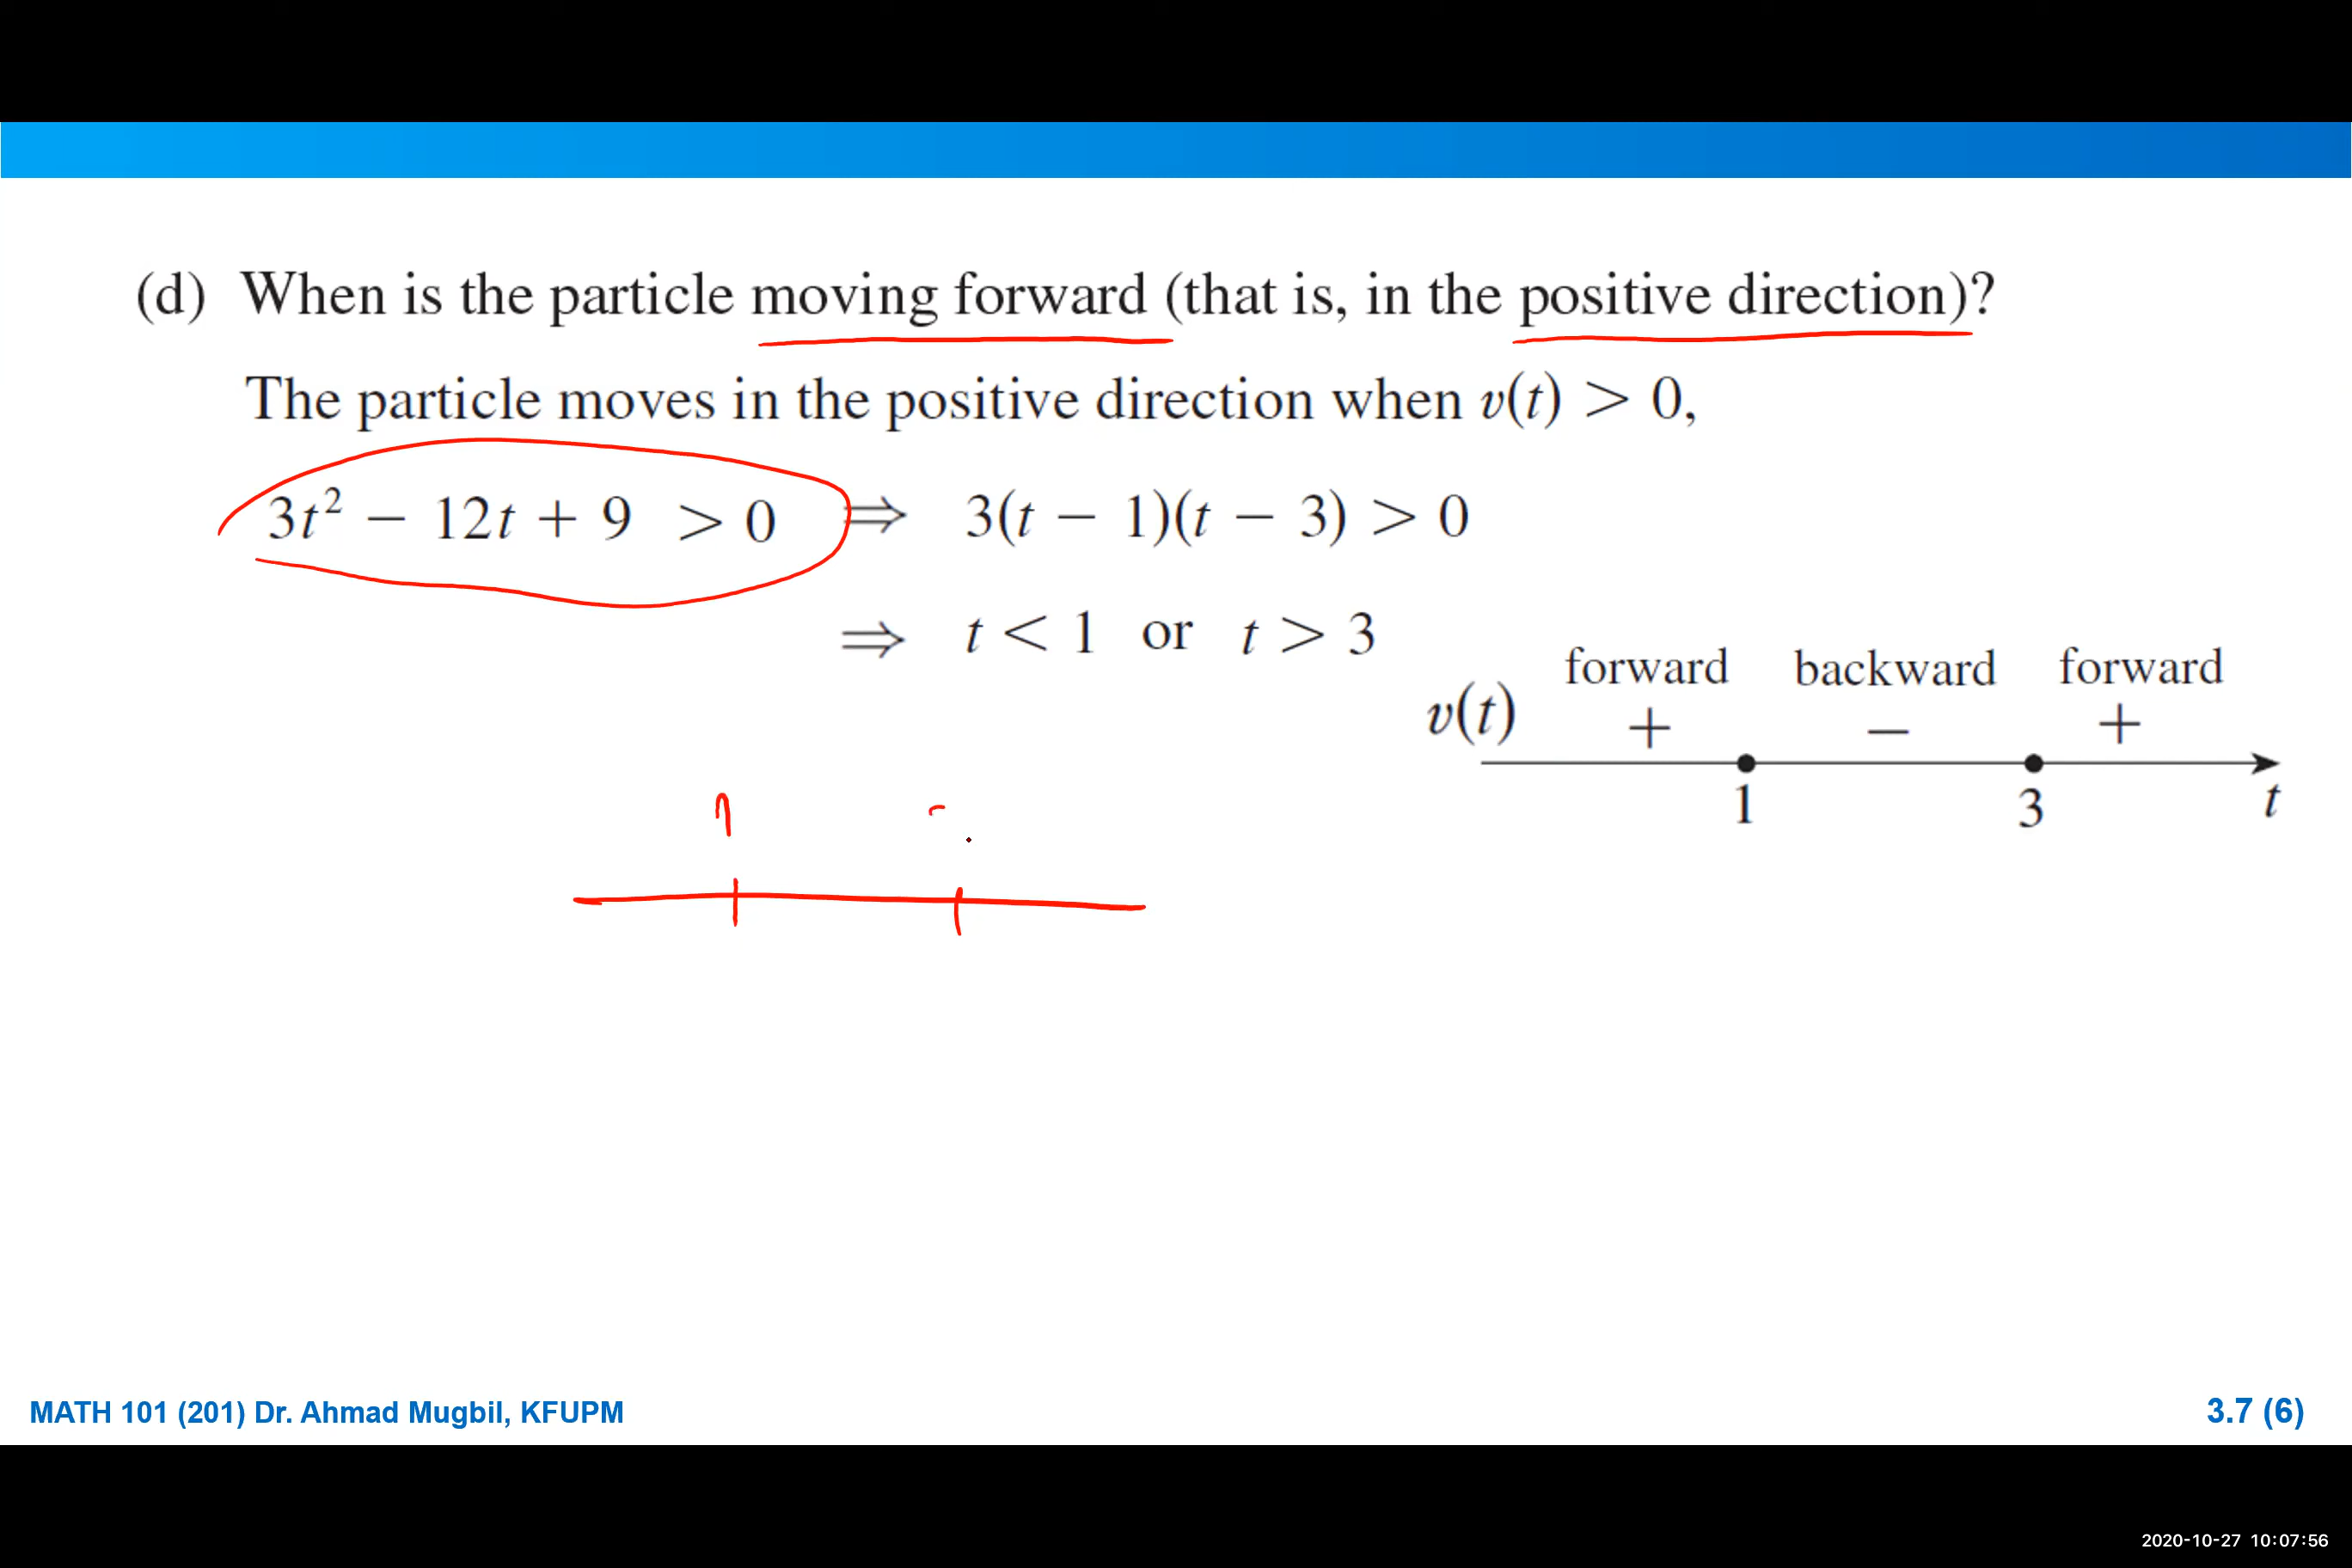 (d) When is the particle moving forward (that is, in the positive direction)?
The particle moves in the positive direction when v(t) > 0,
3t² − 12t + 9 > 0 ⇒ 3(t − 1)(t − 3) > 0
⇒ t < 1 or t > 3
forward backward forward
v(t) + − +
1 3 t
1
MATH 101 (201) Dr. Ahmad Mugbil, KFUPM
3.7 (6)
2020-10-27 10:07:56